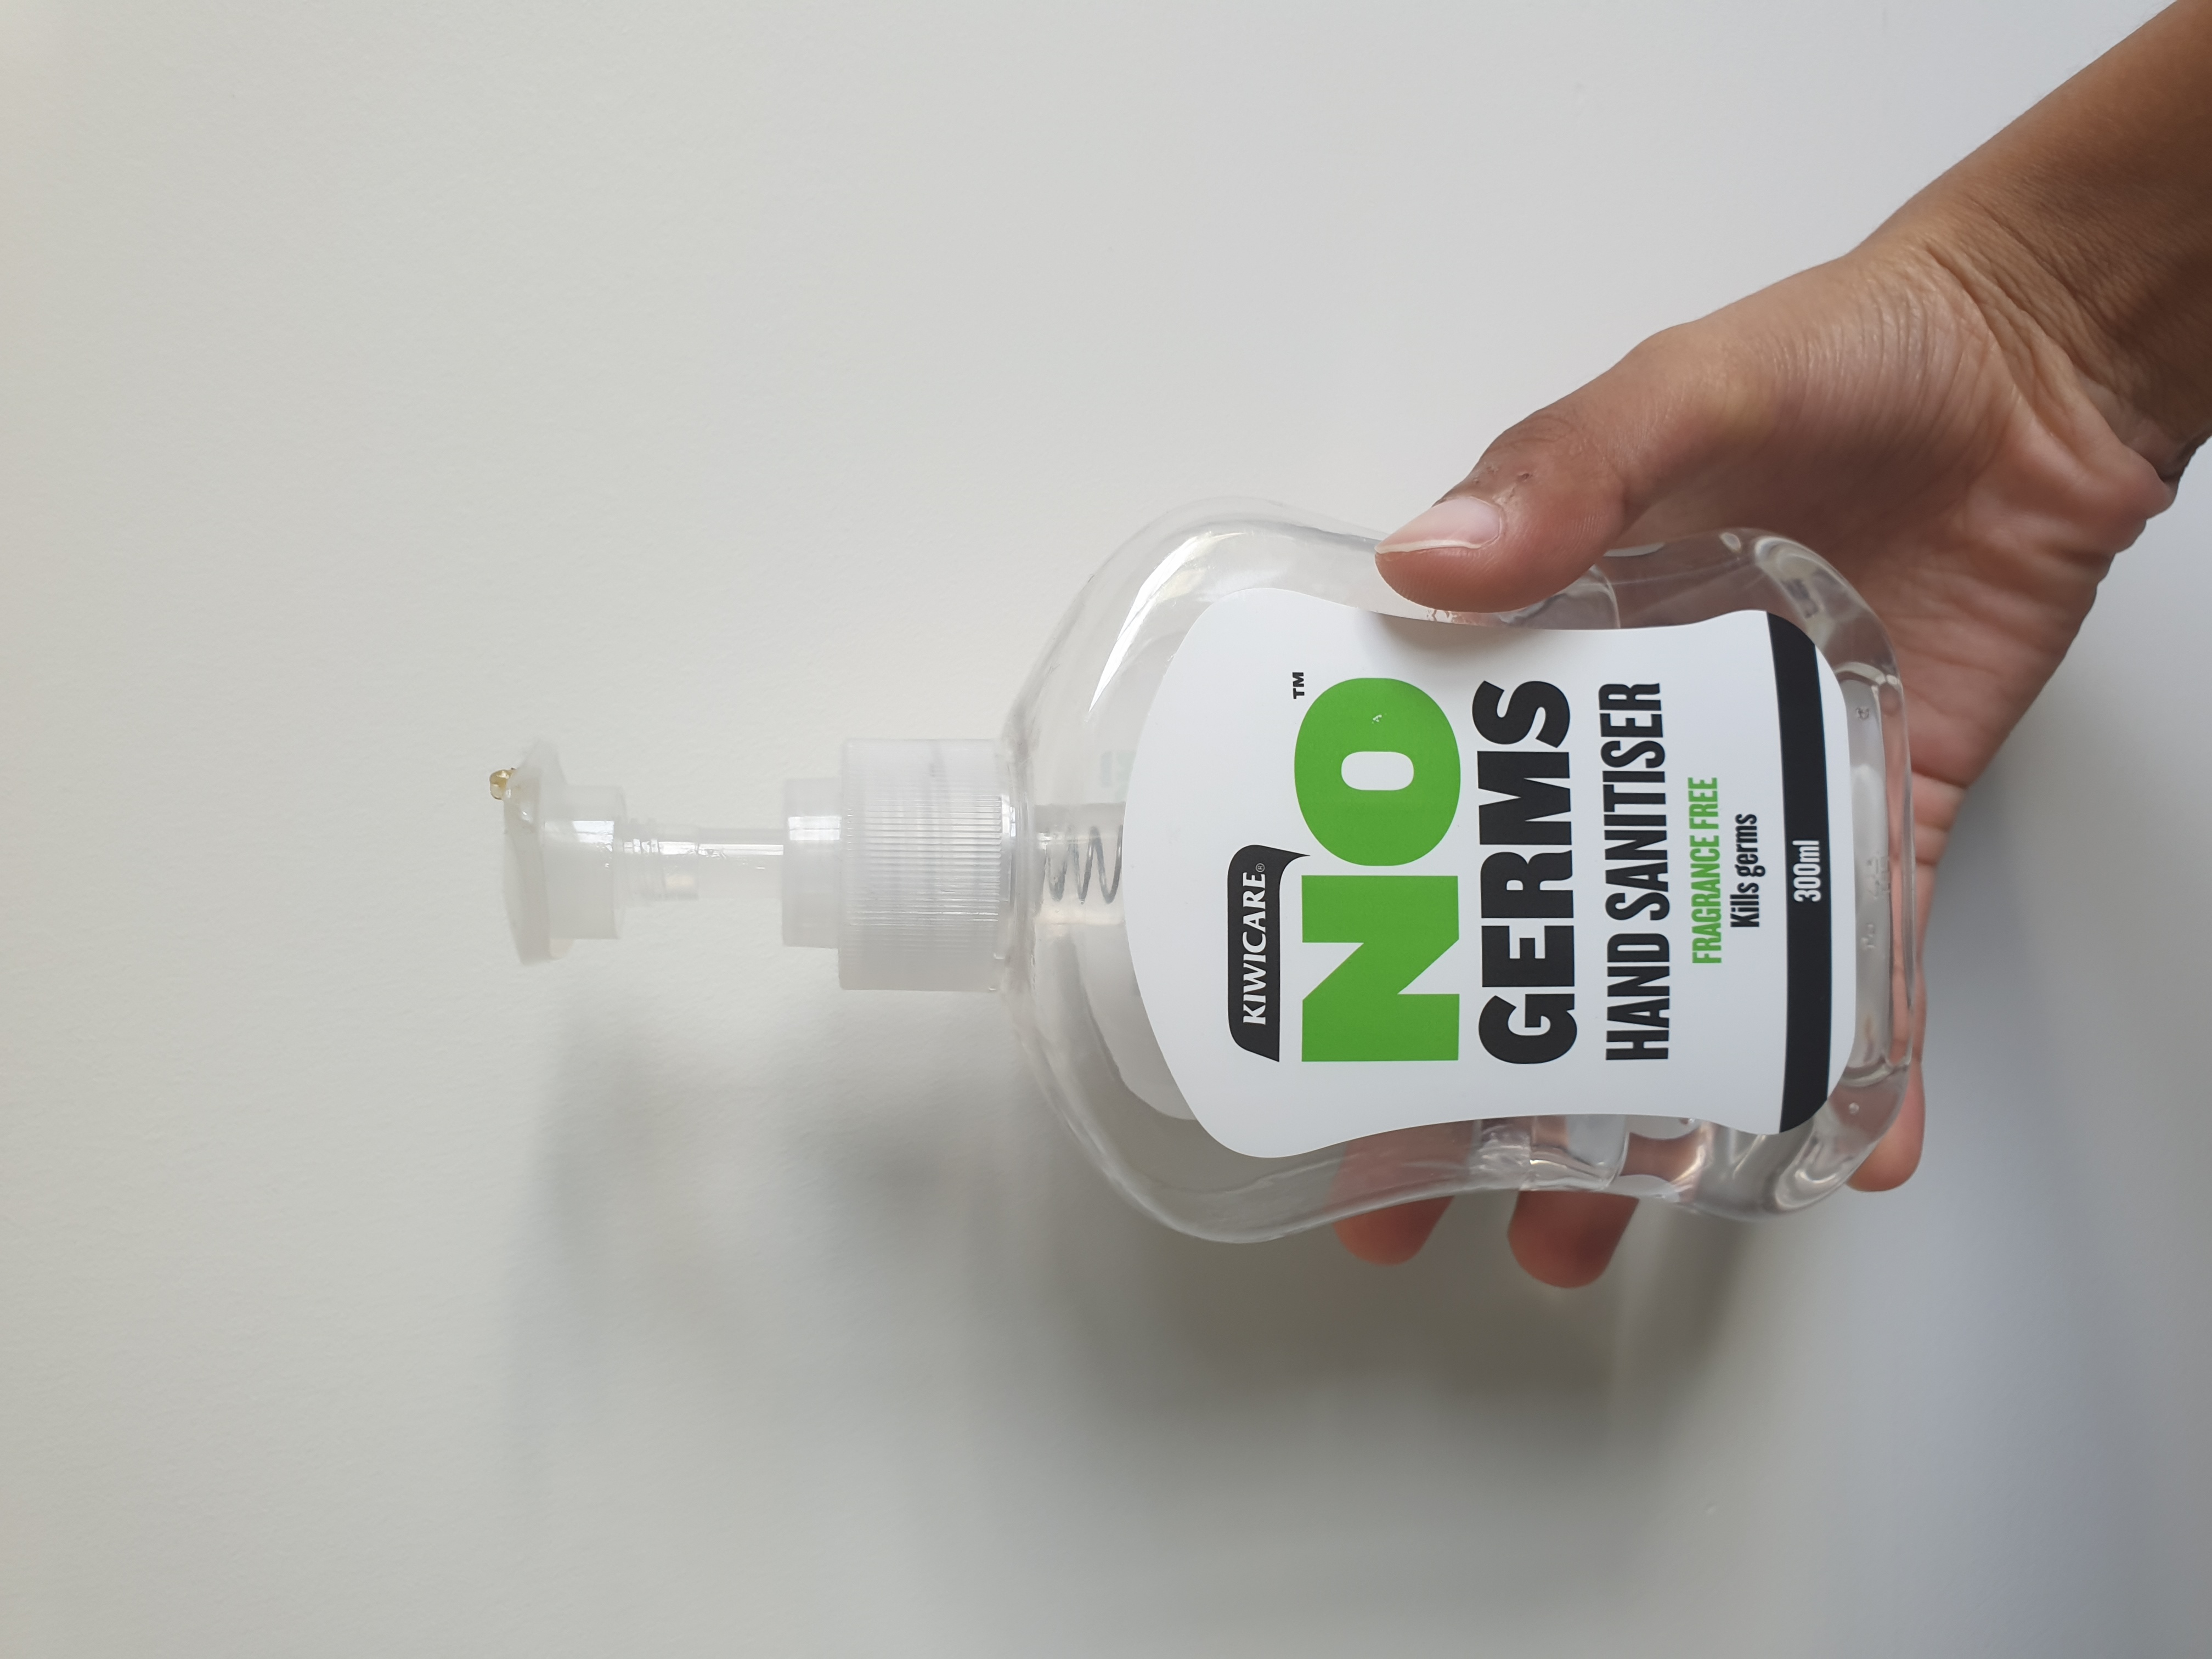 KIWICARE®
NO™
GERMS
HAND SANITISER
FRAGRANCE FREE
Kills germs
300ml